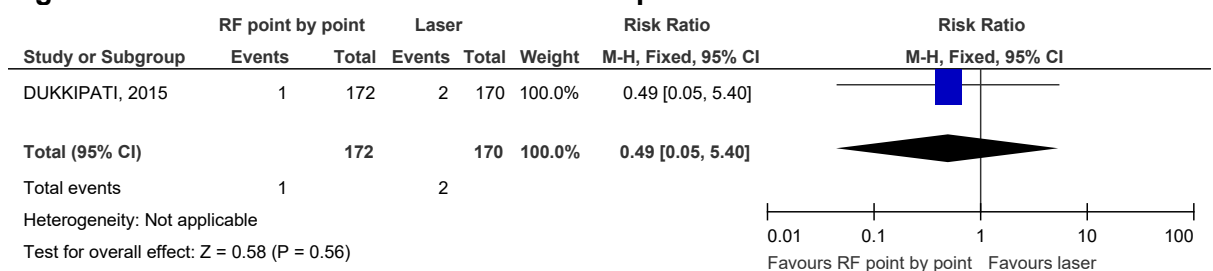 RF point by point Laser Risk Ratio Risk Ratio
Study or Subgroup Events Total Events Total Weight M-H, Fixed, 95% CI M-H, Fixed, 95% CI
DUKKIPATI, 2015 1 172 2 170 100.0% 0.49 [0.05, 5.40]
Total (95% CI) 172 170 100.0% 0.49 [0.05, 5.40]
Total events 1 2
Heterogeneity: Not applicable
Test for overall effect: Z = 0.58 (P = 0.56)
0.01 0.1 1 10 100
Favours RF point by point Favours laser